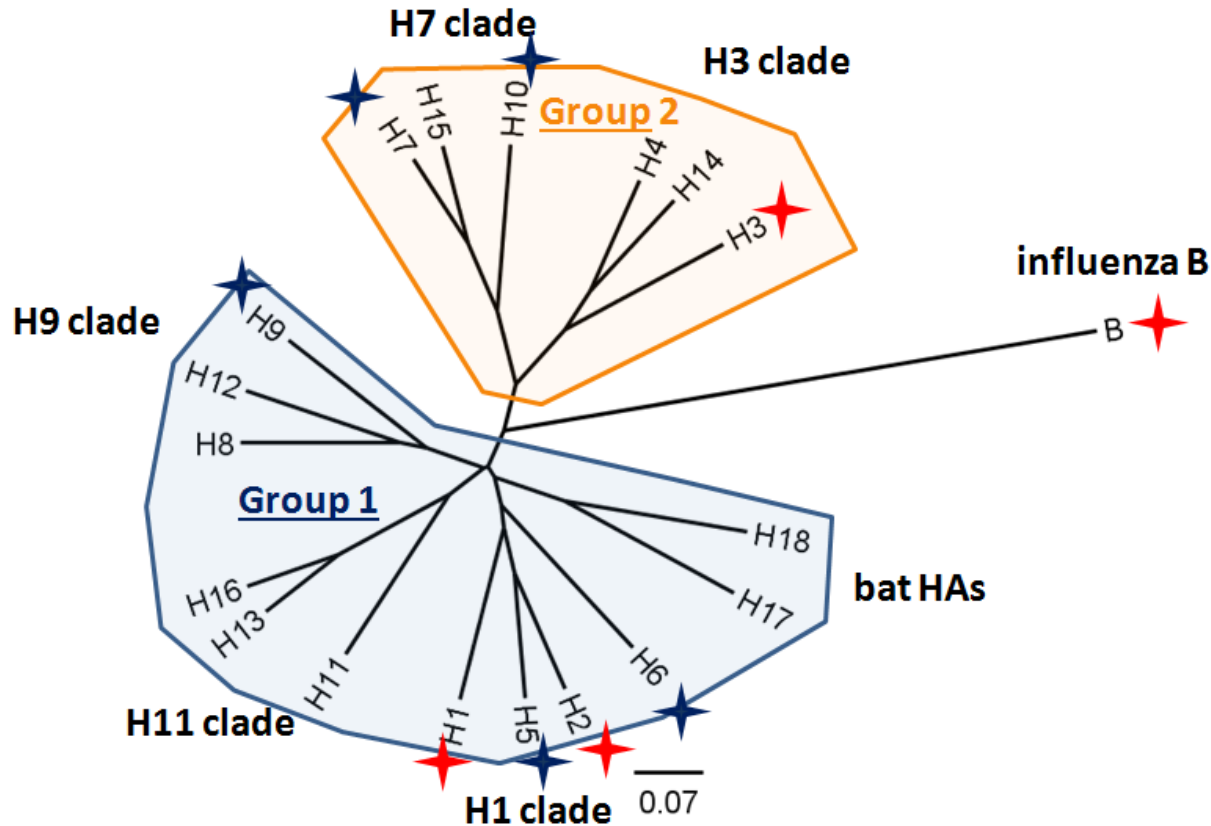 H7 clade
H3 clade
Group 2
H7
H15
H10
H4
H14
H3
influenza B
B
H9 clade
H9
H12
H8
Group 1
H18
H17
bat HAs
H16
H13
H11
H1
H5
H2
H6
H11 clade
H1 clade
0.07